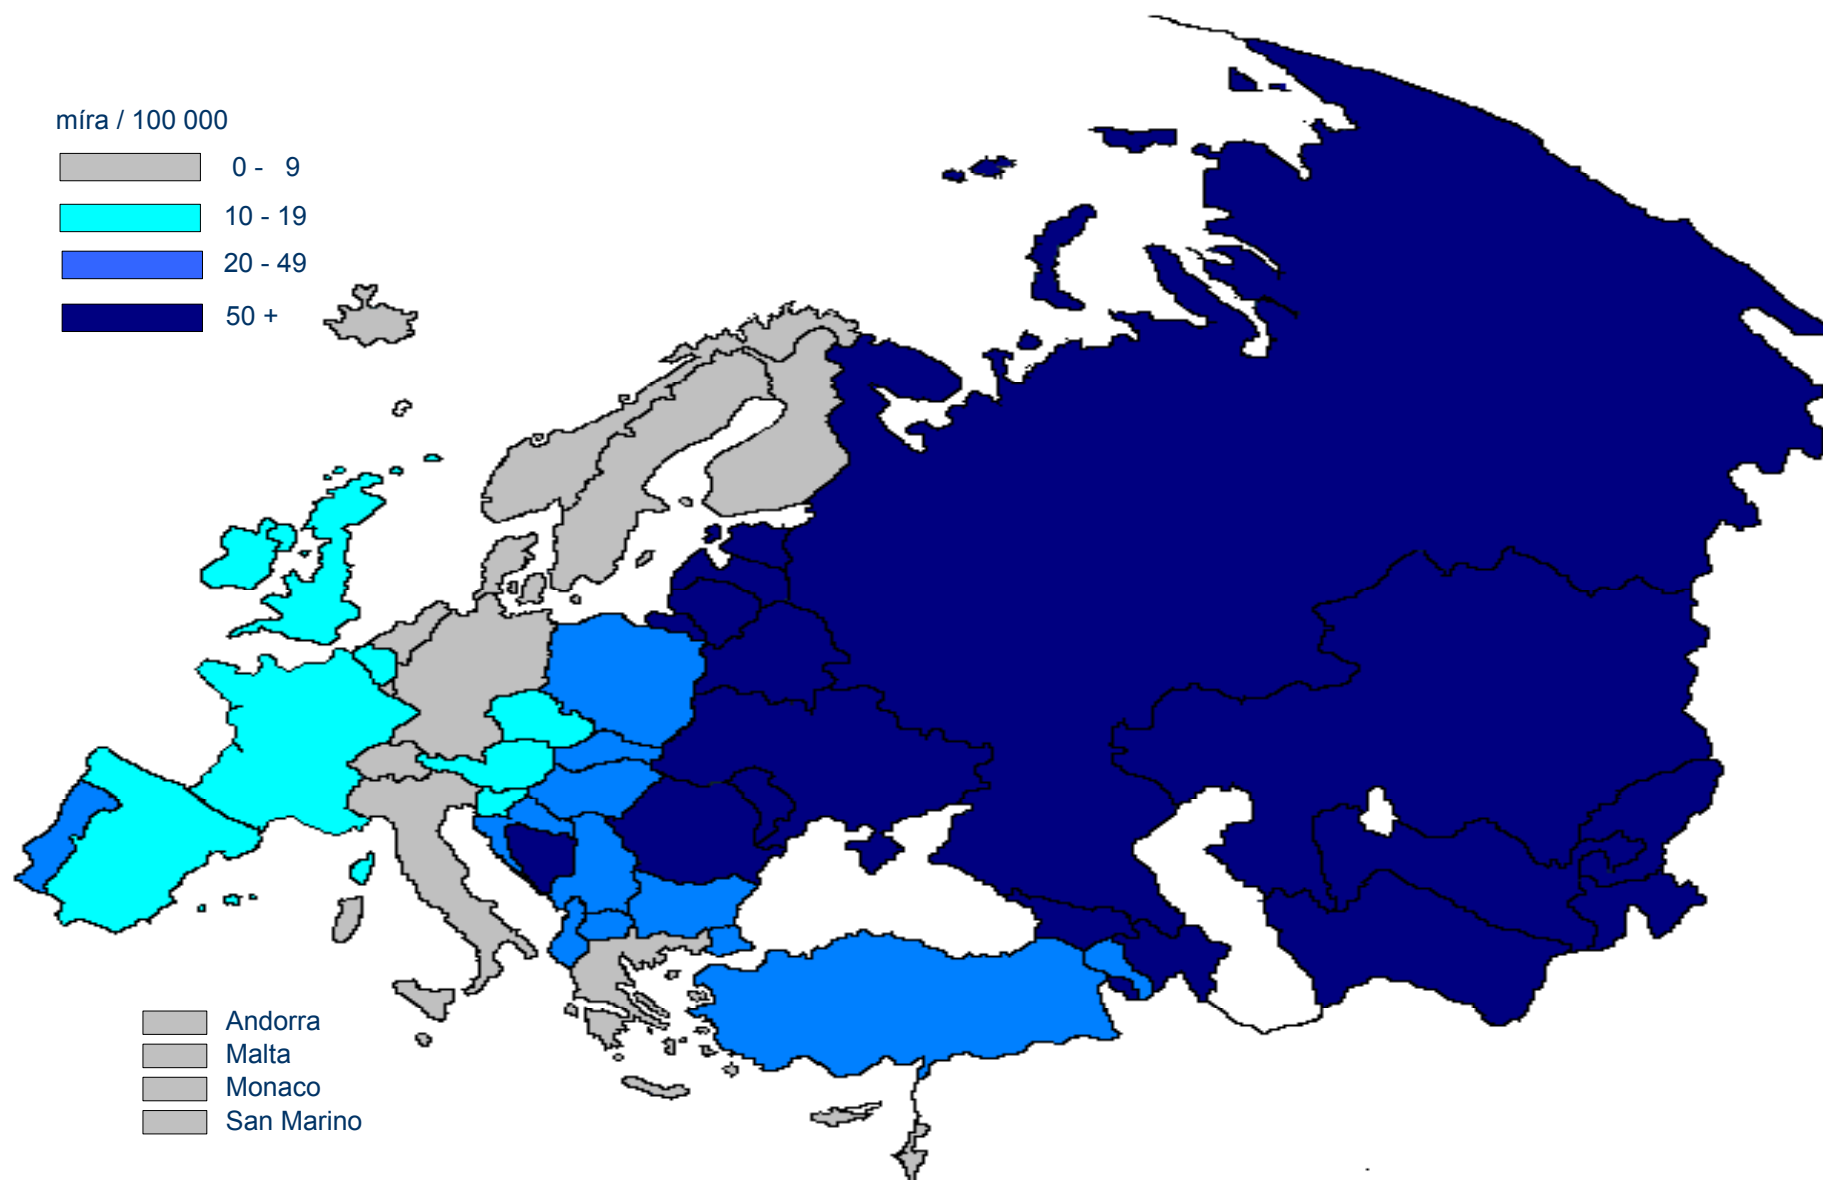 míra / 100 000
0 - 9
10 - 19
20 - 49
50 +
Andorra
Malta
Monaco
San Marino